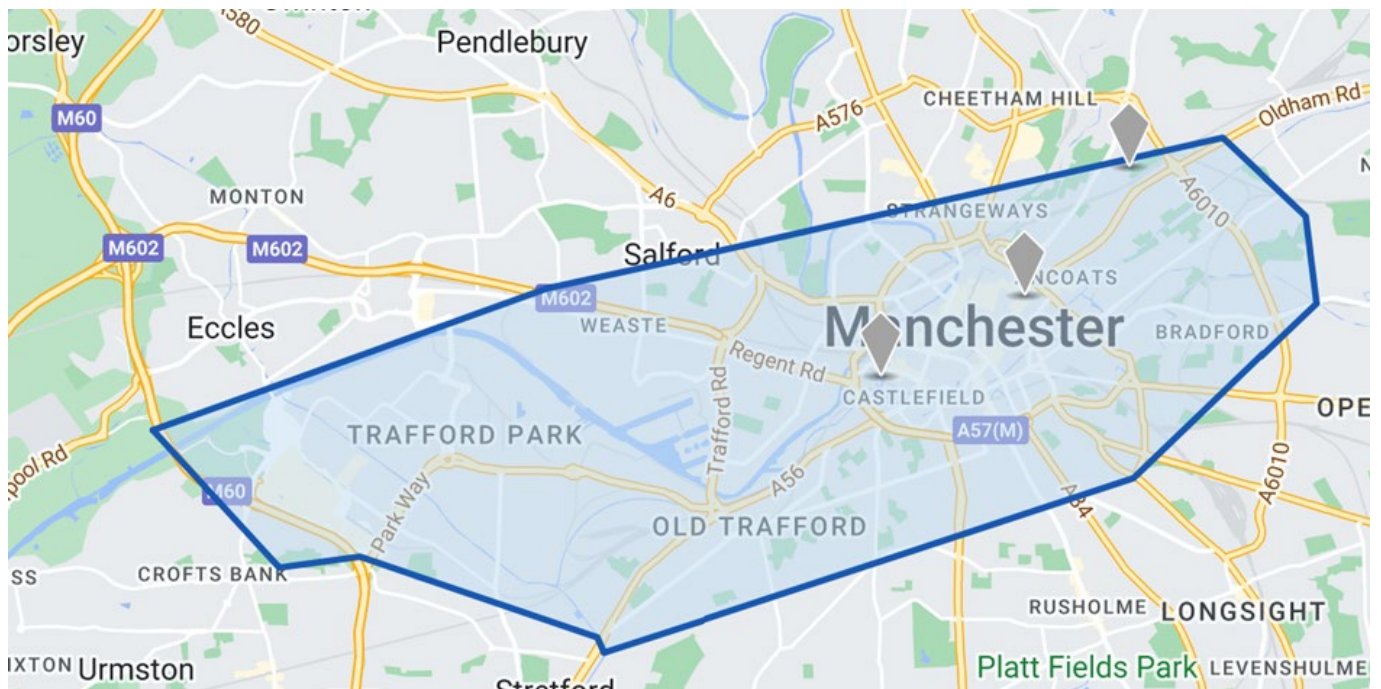 A580
orsley
Pendlebury
M60
CHEETHAM HILL
Oldham Rd
A576
MONTON
A6
A6010
STRANGEWAYS
M602
M602
Salford
M602
Eccles
WEASTE
Manchester
BRADFORD
Regent Rd
CASTLEFIELD
OPE
TRAFFORD PARK
Trafford Rd
A57(M)
pool Rd
M60
Park Way
A56
A34
A6010
OLD TRAFFORD
SS
CROFTS BANK
RUSHOLME
LONGSIGHT
IXTON
Urmston
Stretford
Platt Fields Park
LEVENSHULME